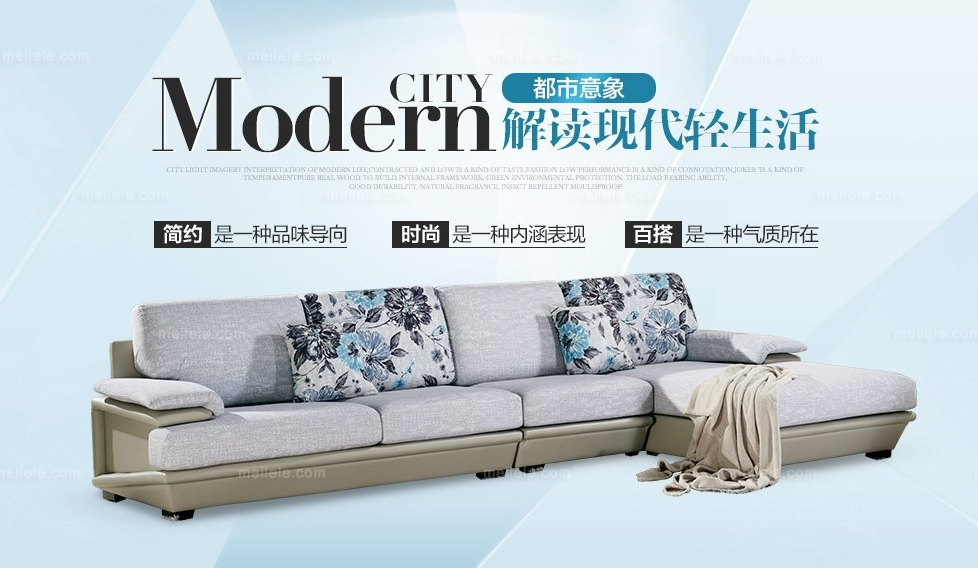 CITY
Modern
都市意象
解读现代轻生活
CITY LIGHT IMAGERY INTERPRETATION OF MODERN LIFE,CONTRACTED AND LOW IS A KIND OF TASTE,FASHION LOW PERFORMANCE IS A KIND OF CONNOTATION,JOKER 'IS A KIND OF
TEMPERAMENTPURE REAL WOOD TO BUILD INTERNAL FRAMEWORK, GREEN ENVIRONMENTAL PROTECTION, THE LOAD BEARING ABILITY,
GOOD DURABILITY, NATURAL FRAGRANCE, INSECT REPELLENT MOULDPROOF!
简约 是一种品味导向
时尚 是一种内涵表现
百搭 是一种气质所在
meilele.com